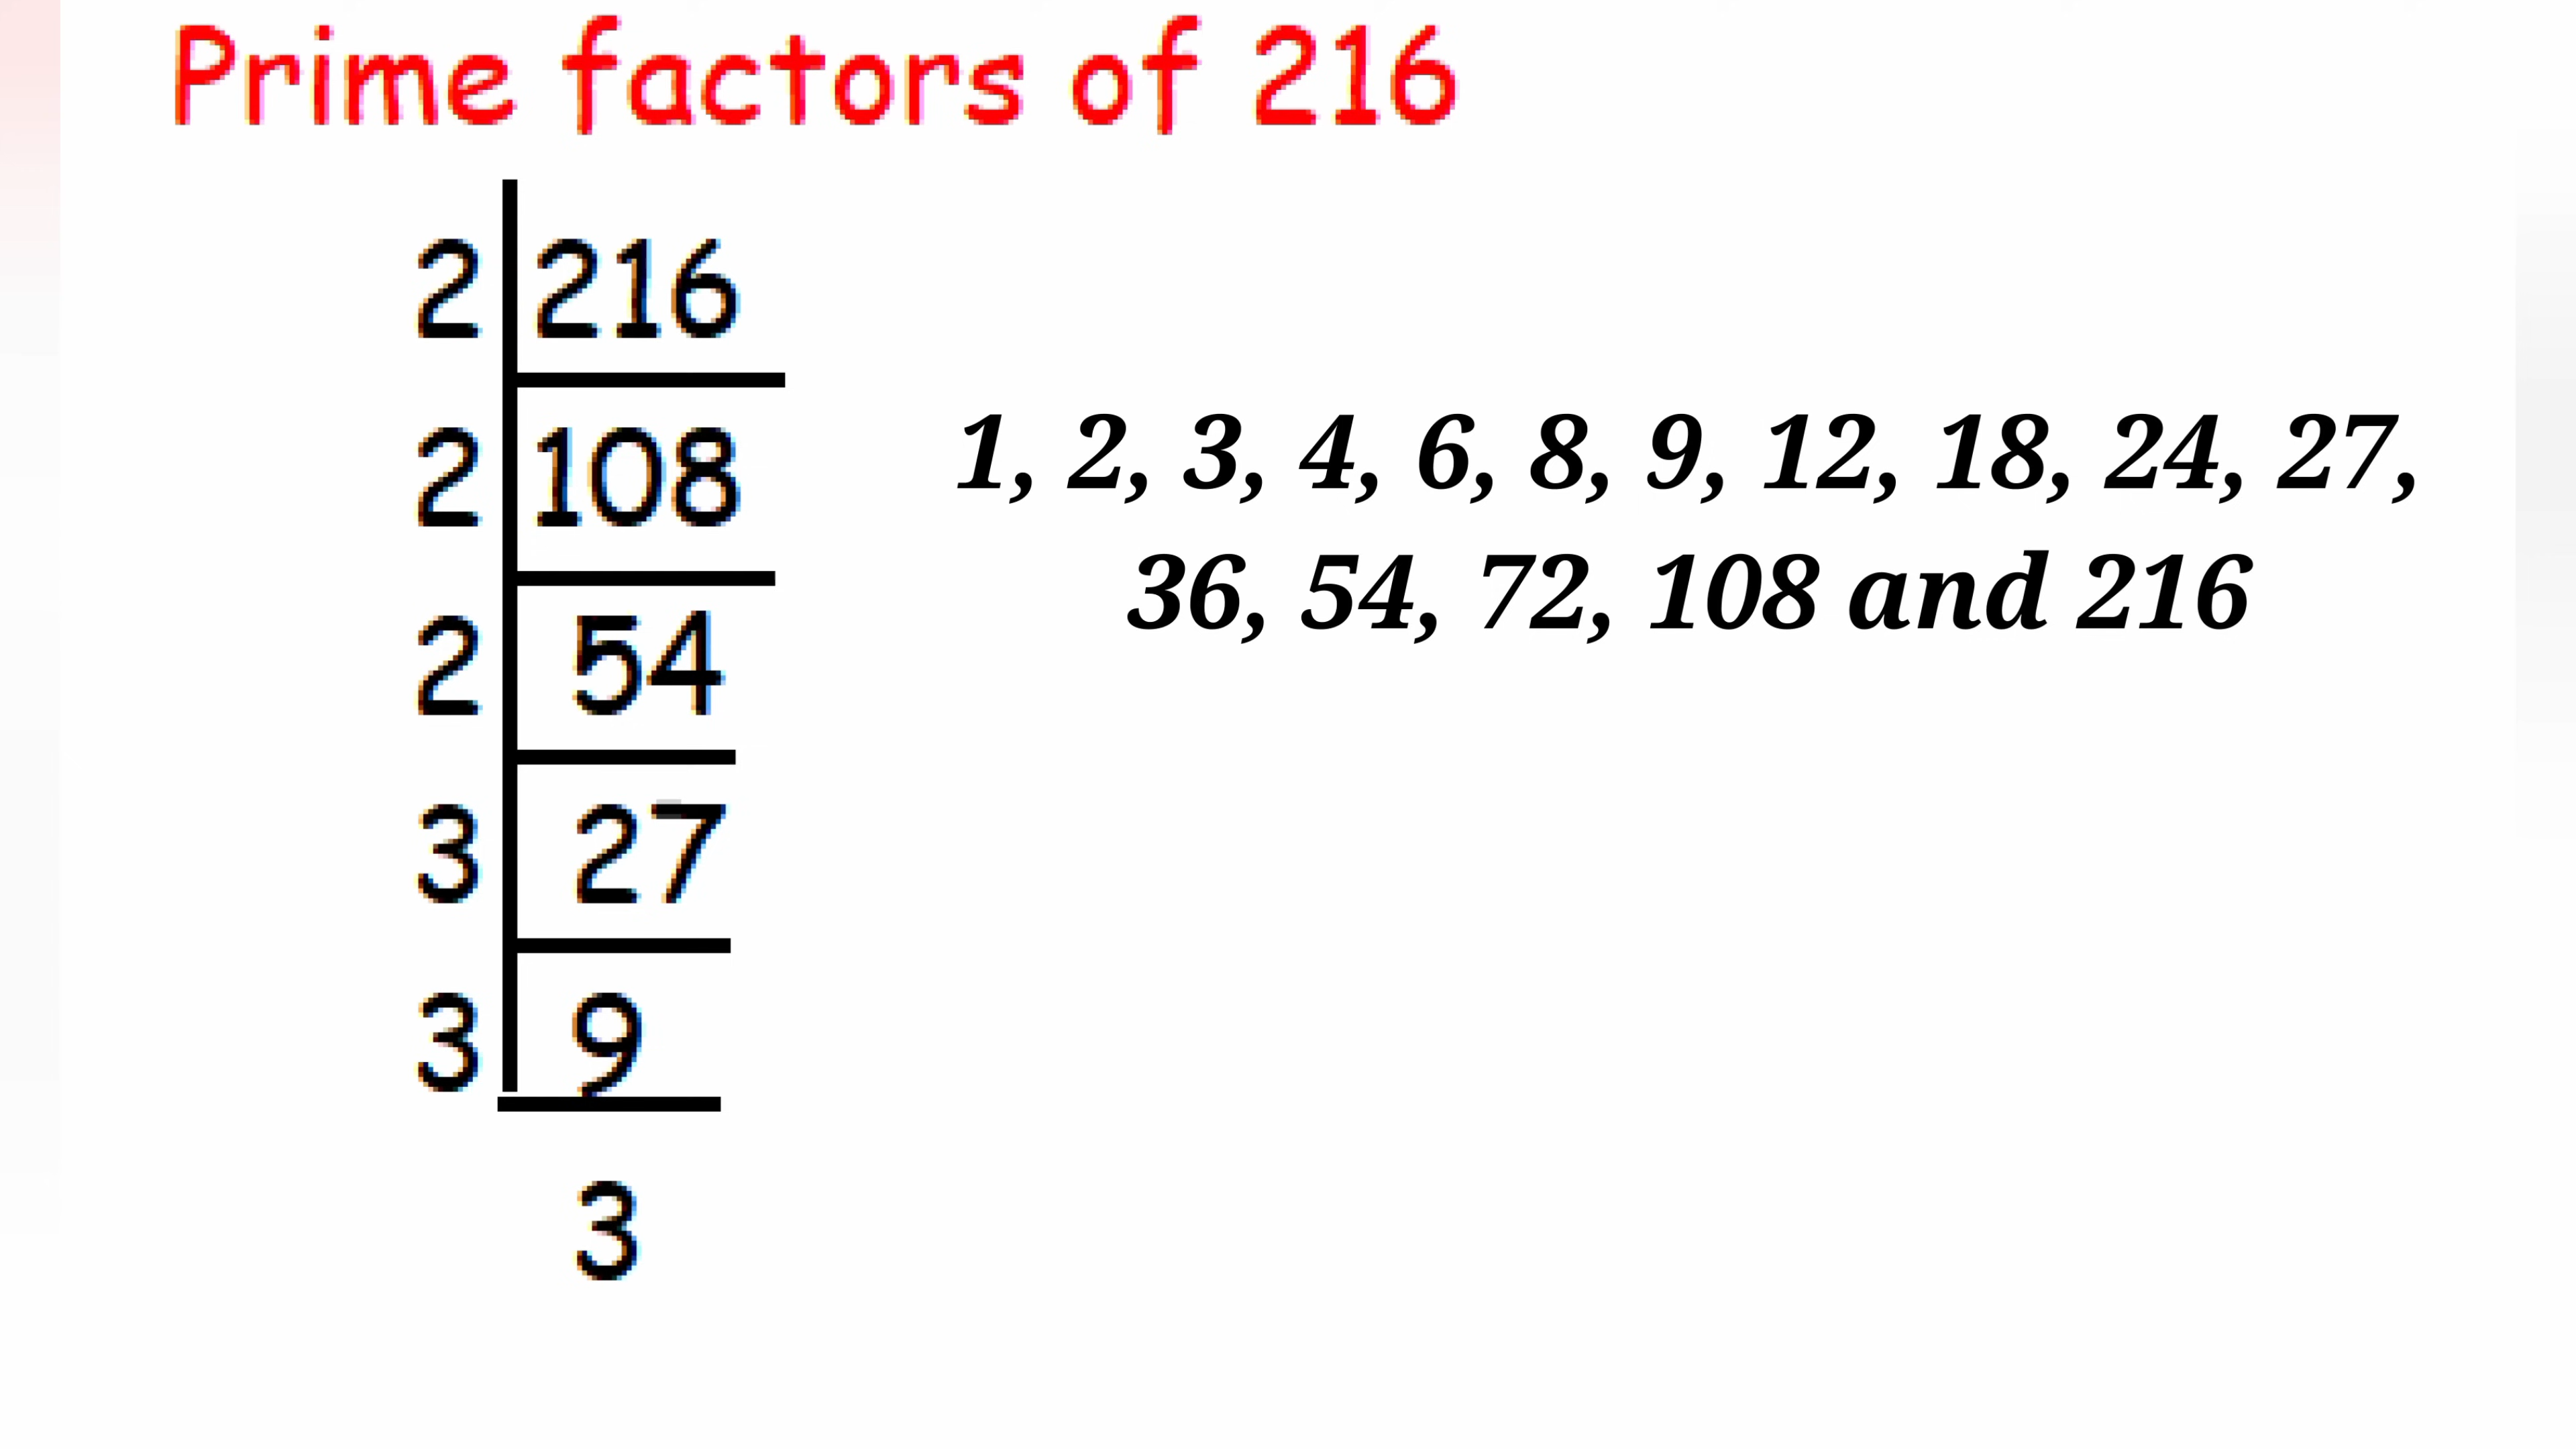 Prime factors of 216
2 216
2 108
1, 2, 3, 4, 6, 8, 9, 12, 18, 24, 27,
36, 54, 72, 108 and 216
2 54
3 27
3 9
3